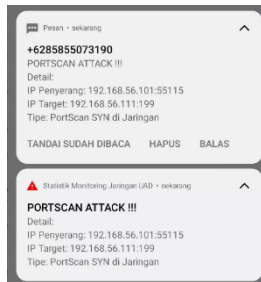 Pesan • sekarang
+6285855073190
PORTSCAN ATTACK !!!
Detail:
IP Penyerang: 192.168.56.101:55115
IP Target: 192.168.56.111:199
Tipe: PortScan SYN di Jaringan
TANDAI SUDAH DIBACA HAPUS BALAS
Statistik Monitoring Jaringan UAD • sekarang
PORTSCAN ATTACK !!!
Detail:
IP Penyerang: 192.168.56.101:55115
IP Target: 192.168.56.111:199
Tipe: PortScan SYN di Jaringan